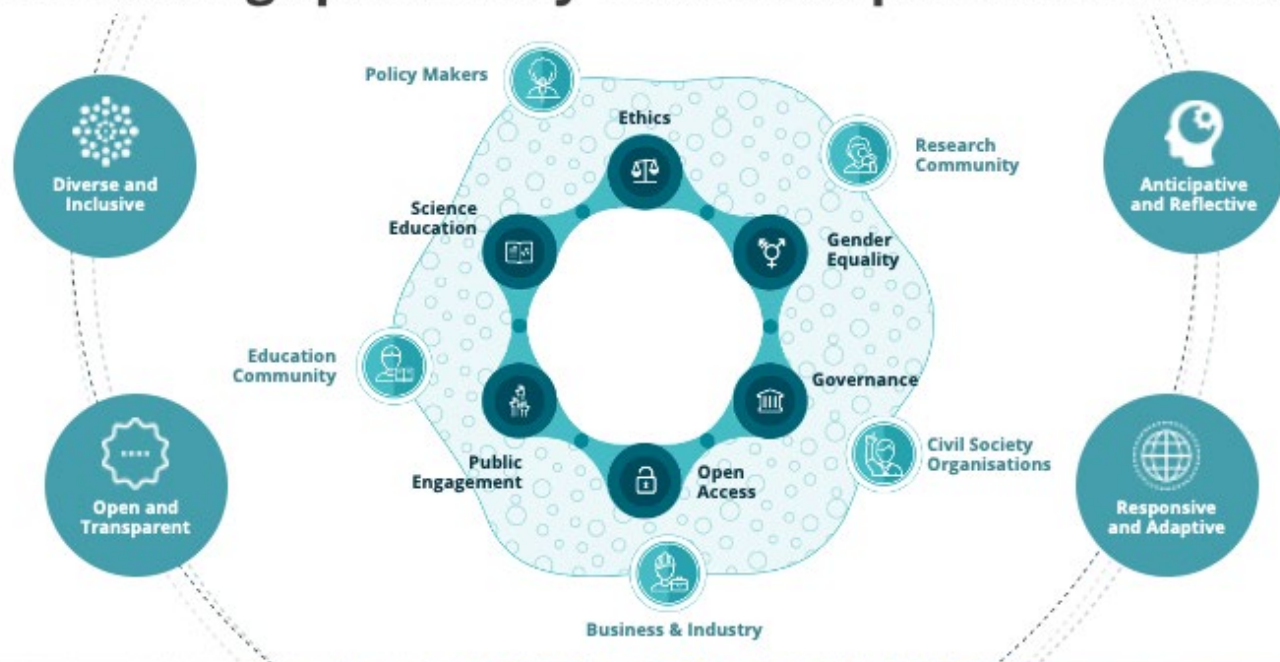 Policy Makers
Ethics
Research
Community
Diverse and
Inclusive
Anticipative
and Reflective
Science
Education
Gender
Equality
Education
Community
Governance
Civil Society
Organisations
Public
Engagement
Open
Access
Open and
Transparent
Responsive
and Adaptive
Business & Industry